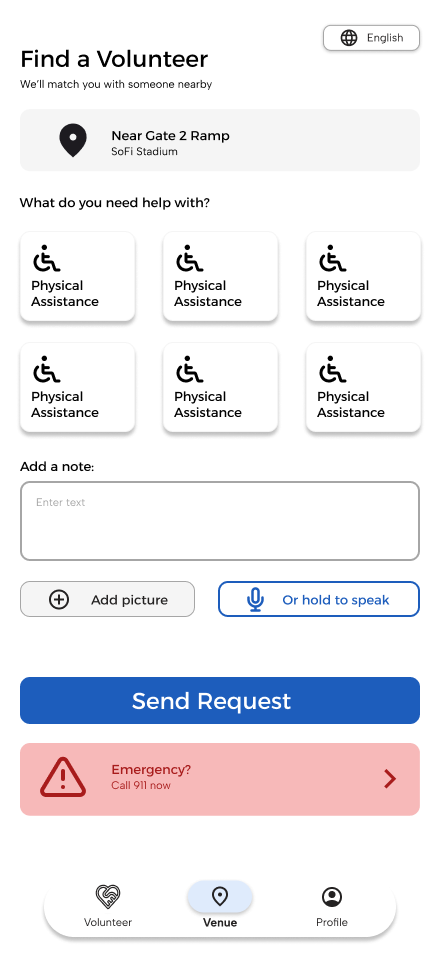 English
Find a Volunteer
We'll match you with someone nearby
Near Gate 2 Ramp
SoFi Stadium
What do you need help with?
Physical
Assistance
Physical
Assistance
Physical
Assistance
Physical
Assistance
Physical
Assistance
Physical
Assistance
Add a note:
Enter text
Add picture
Or hold to speak
Send Request
Emergency?
Call 911 now
Volunteer
Venue
Profile